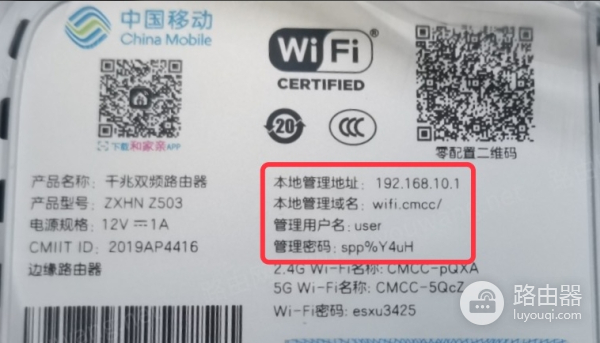 中国移动
China Mobile
WiFi
CERTIFIED
20
CCC
下载和家亲APP
零配置二维码
产品名称：千兆双频路由器
产品型号：ZXHN Z503
电源规格：12V⎓1A
CMIIT ID：2019AP4416
边缘路由器
本地管理地址：192.168.10.1
本地管理域名：wifi.cmcc/
管理用户名：user
管理密码：spp%Y4uH
2.4G Wi-Fi名称：CMCC-pQXA
5G Wi-Fi名称：CMCC-5QcZ
Wi-Fi密码：esxu3425
路由器
luyouqi.com